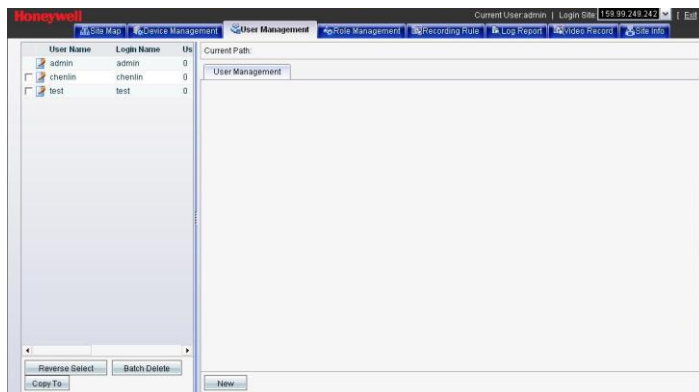 Honeywell
Current User:admin | Login Site 159.99.249.242 [ Exit
Site Map Device Management User Management Role Management Recording Rule Log Report Video Record Site Info
User Name Login Name Us
admin admin 0
chenlin chenlin 0
test test 0
Current Path:
User Management
Reverse Select Batch Delete
Copy To
New